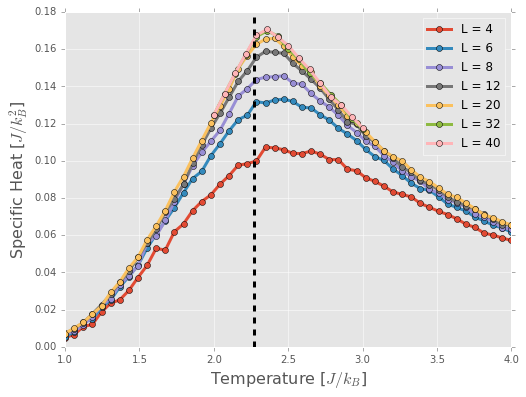 0.18
0.16
0.14
0.12
0.10
0.08
0.06
0.04
0.02
0.00
Specific Heat [J/k_B^2]
L = 4
L = 6
L = 8
L = 12
L = 20
L = 32
L = 40
1.0 1.5 2.0 2.5 3.0 3.5 4.0
Temperature [J/k_B]